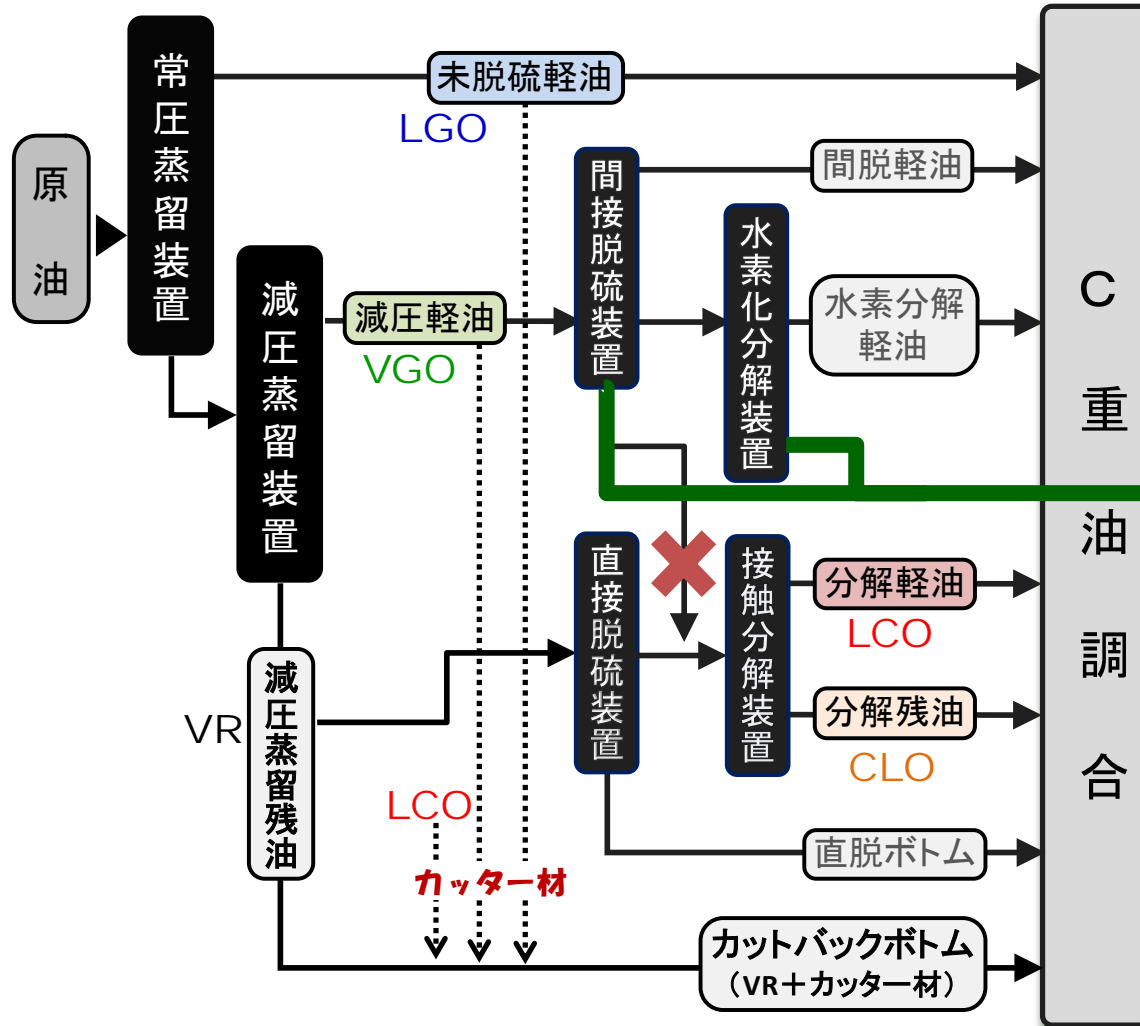 原油
常圧蒸留装置
未脱硫軽油
LGO
減圧蒸留装置
減圧軽油
VGO
間接脱硫装置
間脱軽油
水素化分解装置
水素分解
軽油
直接脱硫装置
接触分解装置
分解軽油
LCO
分解残油
CLO
VR
減圧蒸留残油
LCO
カッター材
直脱ボトム
カットバックボトム
（VR＋カッター材）
C重油調合